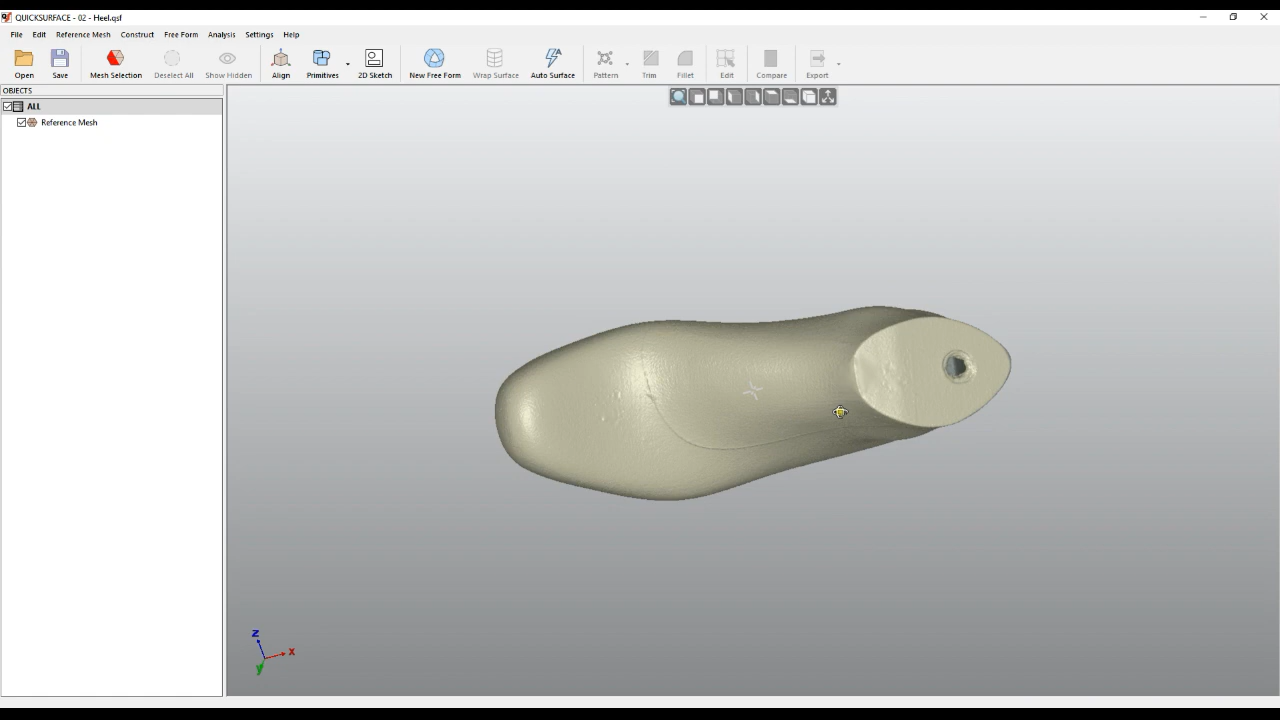 QUICKSURFACE - 02 - Heel.qsf
File Edit Reference Mesh Construct Free Form Analysis Settings Help
Open Save Mesh Selection Deselect All Show Hidden Align Primitives 2D Sketch New Free Form Wrap Surface Auto Surface Pattern Trim Fillet Edit Compare Export
OBJECTS
ALL
Reference Mesh
z
x
y